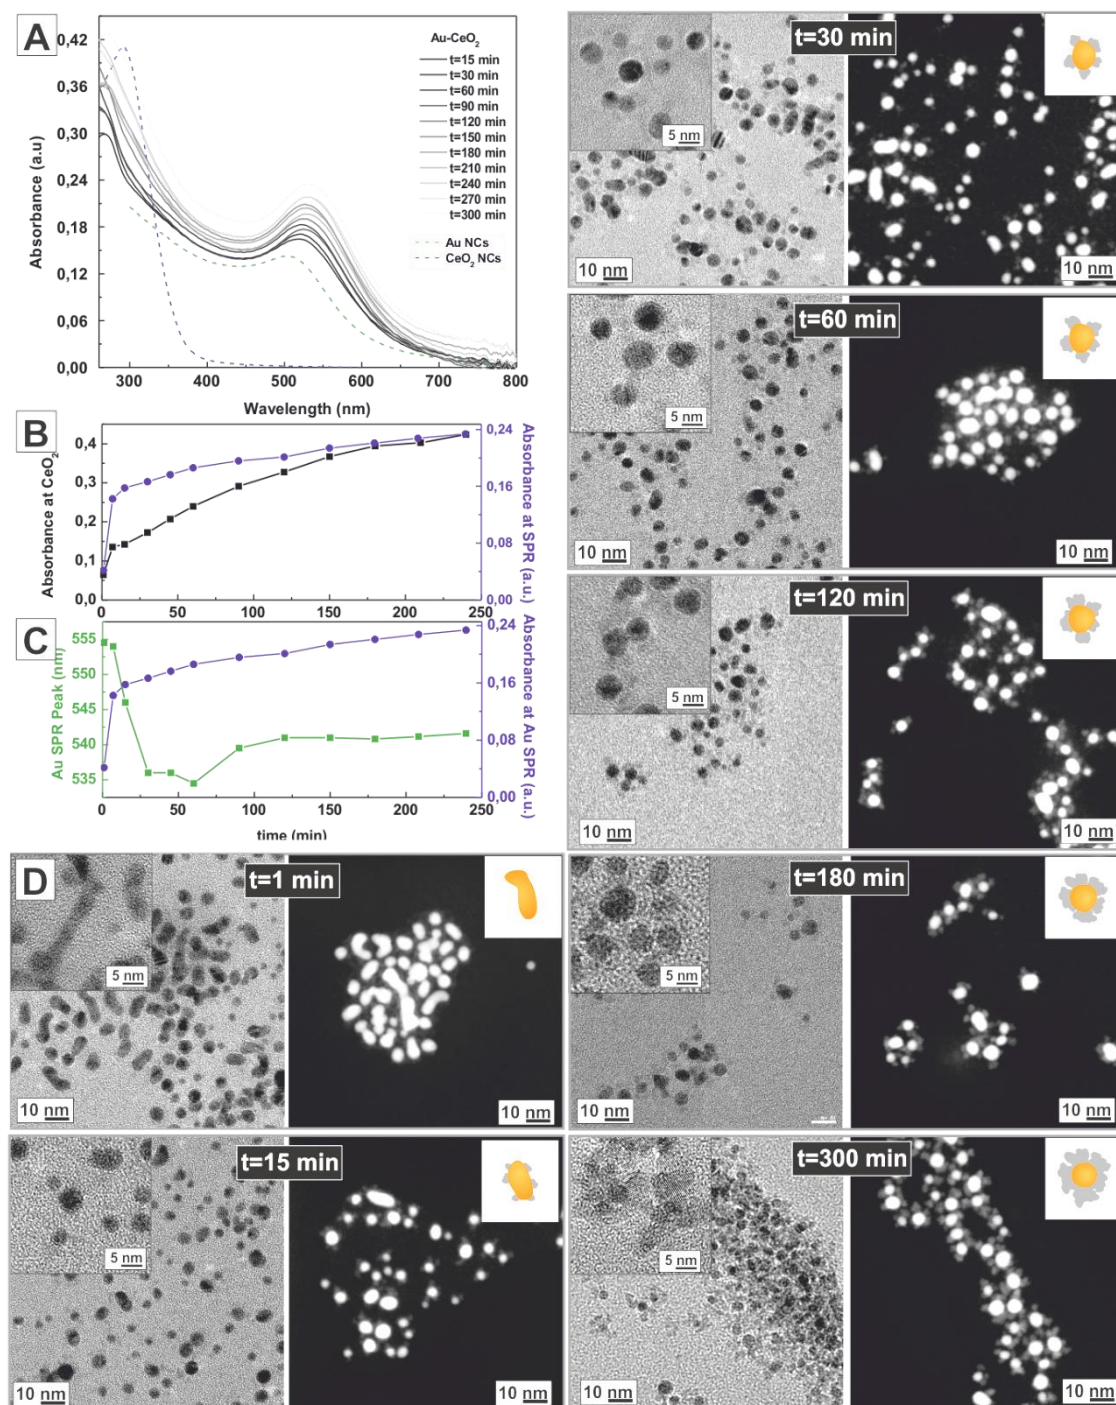 A
0,42
0,36
0,30
0,24
0,18
0,12
0,06
0,00
Absorbance (a.u)
300 400 500 600 700 800
Wavelength (nm)
Au-CeO2
t=15 min
t=30 min
t=60 min
t=90 min
t=120 min
t=150 min
t=180 min
t=210 min
t=240 min
t=270 min
t=300 min
Au NCs
CeO2 NCs
B
Absorbance at CeO2
0,4
0,3
0,2
0,1
0,0
0 50 100 150 200 250
0,24
0,16
0,08
0,00
Absorbance at SPR (a.u.)
C
Au SPR Peak (nm)
555
550
545
540
535
0 50 100 150 200 250
time (min)
0,24
0,16
0,08
0,00
Absorbance at Au SPR (a.u.)
D
t=1 min
5 nm
10 nm
10 nm
t=15 min
5 nm
10 nm
10 nm
t=30 min
5 nm
10 nm
10 nm
t=60 min
5 nm
10 nm
10 nm
t=120 min
5 nm
10 nm
10 nm
t=180 min
5 nm
10 nm
10 nm
t=300 min
5 nm
10 nm
10 nm